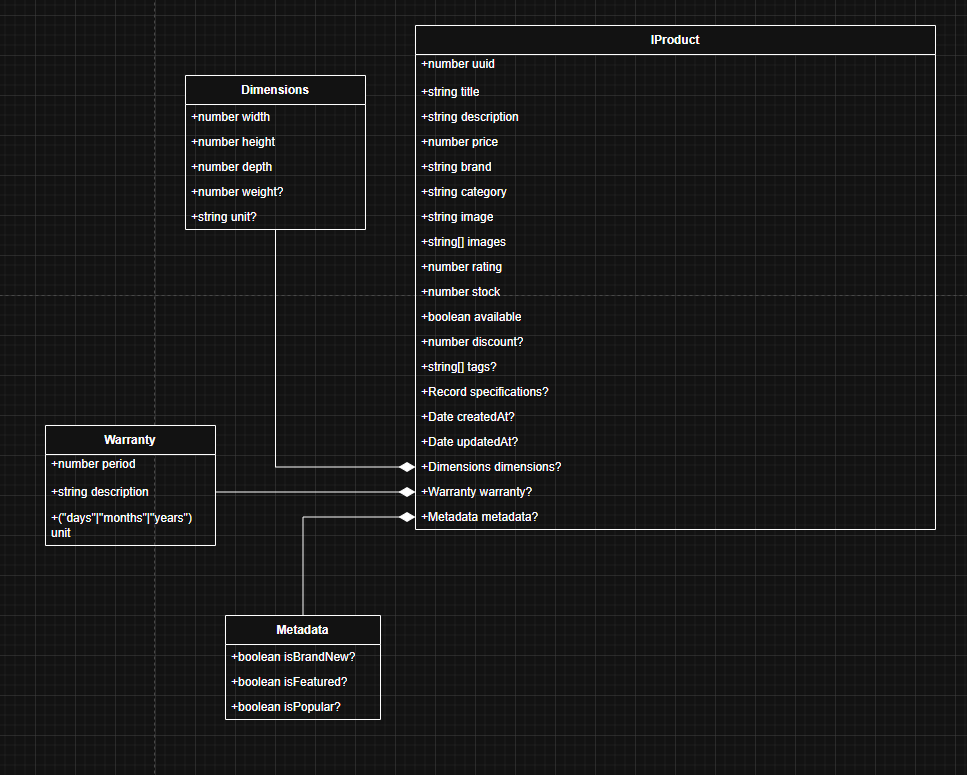 IProduct
+number uuid
+string title
+string description
+number price
+string brand
+string category
+string image
+string[] images
+number rating
+number stock
+boolean available
+number discount?
+string[] tags?
+Record specifications?
+Date createdAt?
+Date updatedAt?
+Dimensions dimensions?
+Warranty warranty?
+Metadata metadata?
Dimensions
+number width
+number height
+number depth
+number weight?
+string unit?
Warranty
+number period
+string description
+("days"|"months"|"years")
unit
Metadata
+boolean isBrandNew?
+boolean isFeatured?
+boolean isPopular?